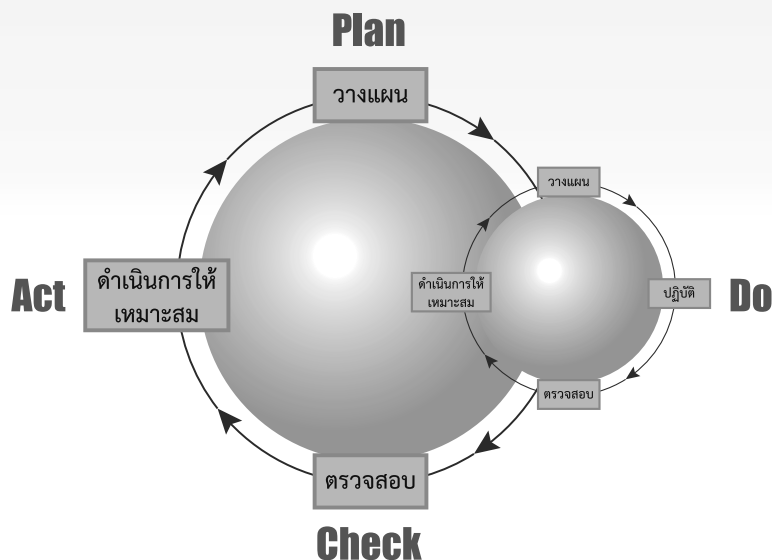 Plan
วางแผน
วางแผน
Act
ดำเนินการให้
เหมาะสม
ดำเนินการให้
เหมาะสม
ปฏิบัติ
Do
ตรวจสอบ
ตรวจสอบ
Check